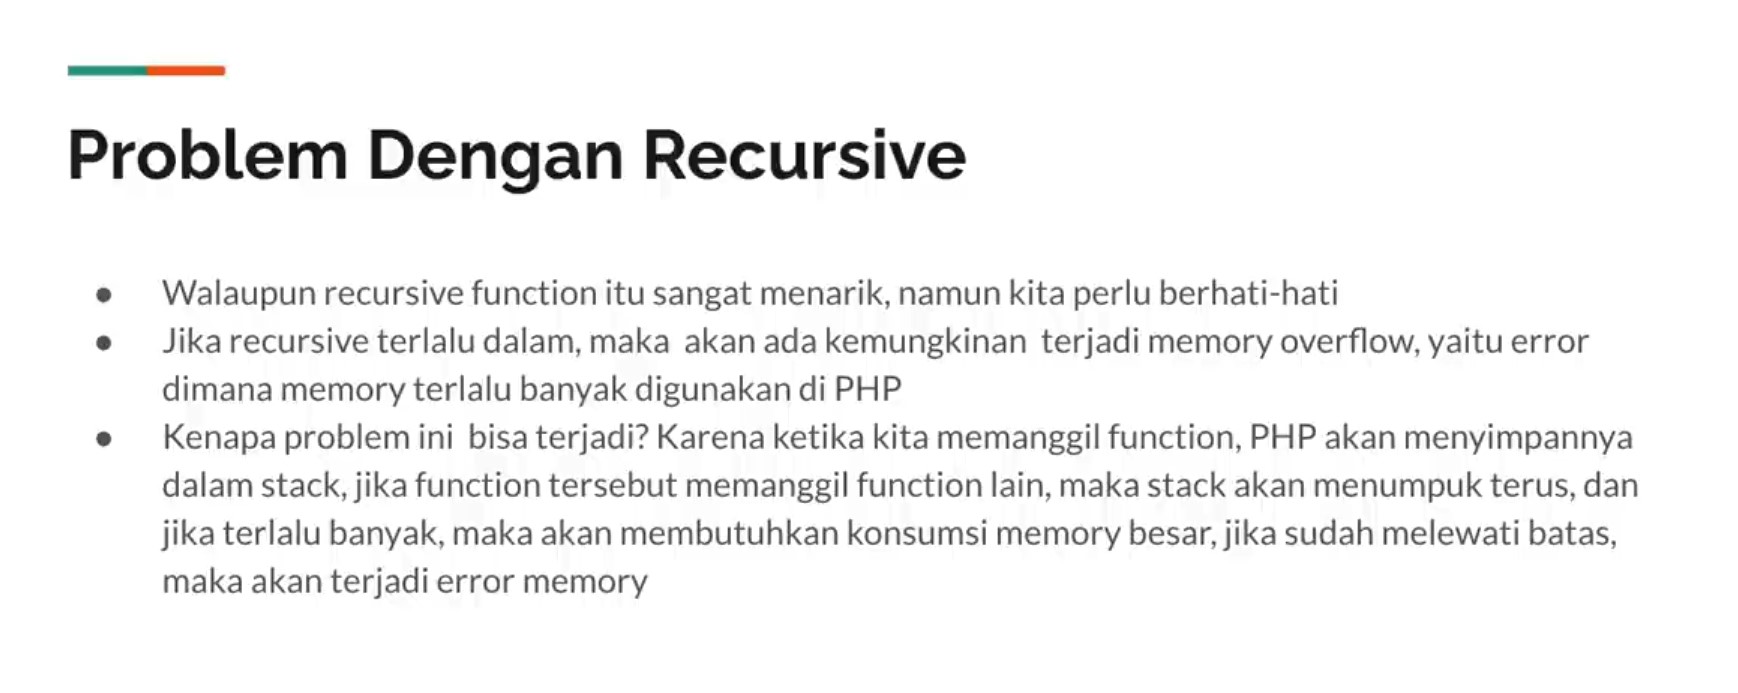 Problem Dengan Recursive
● Walaupun recursive function itu sangat menarik, namun kita perlu berhati-hati
● Jika recursive terlalu dalam, maka akan ada kemungkinan terjadi memory overflow, yaitu error
dimana memory terlalu banyak digunakan di PHP
● Kenapa problem ini bisa terjadi? Karena ketika kita memanggil function, PHP akan menyimpannya
dalam stack, jika function tersebut memanggil function lain, maka stack akan menumpuk terus, dan
jika terlalu banyak, maka akan membutuhkan konsumsi memory besar, jika sudah melewati batas,
maka akan terjadi error memory